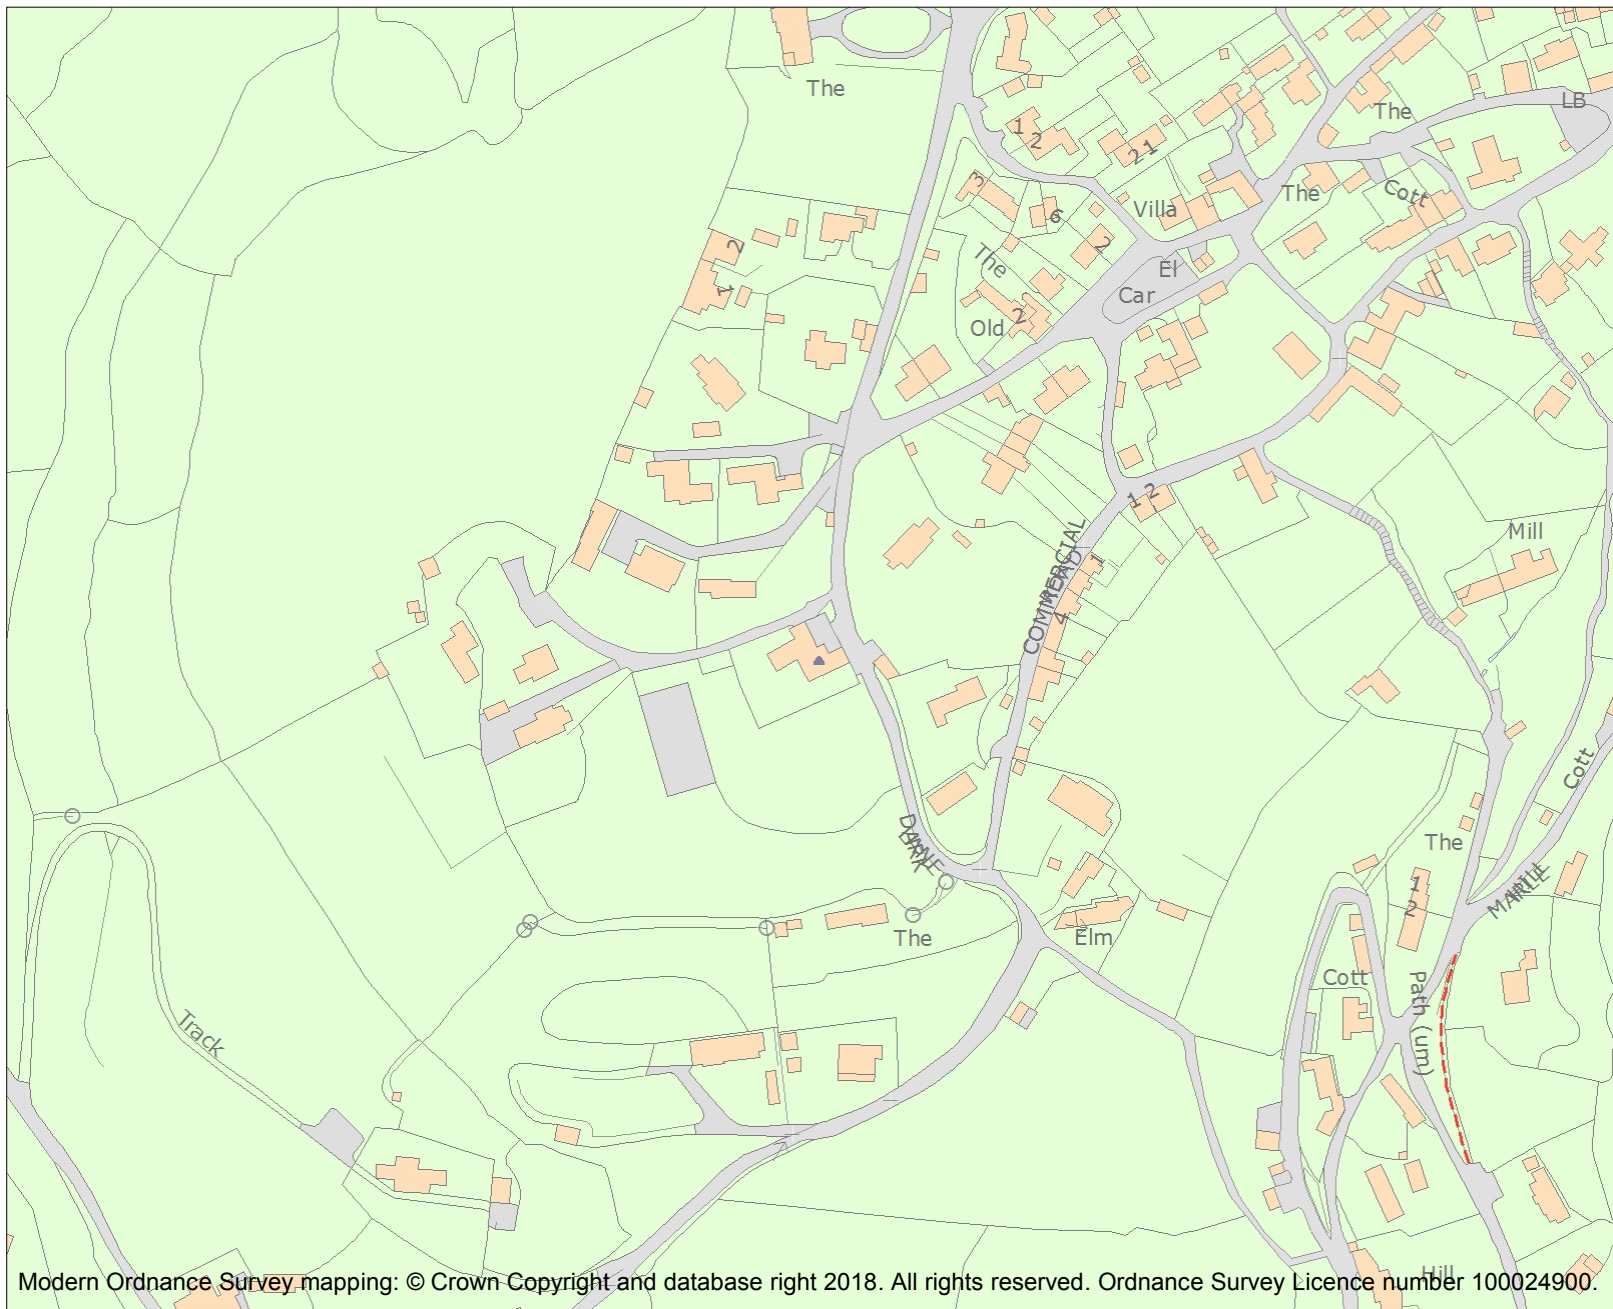 The
LB
The
1
2
2 1
3
The
Cott
6
Villa
2
2
The
El
1
Car
2
Old
1 2
Mill
COMMERCIAL
ROAD
1
4
Cott
The
1
2
The
Elm
Cott
Path (um)
Track
Hill
Modern Ordnance Survey mapping: © Crown Copyright and database right 2018. All rights reserved. Ordnance Survey Licence number 100024900.